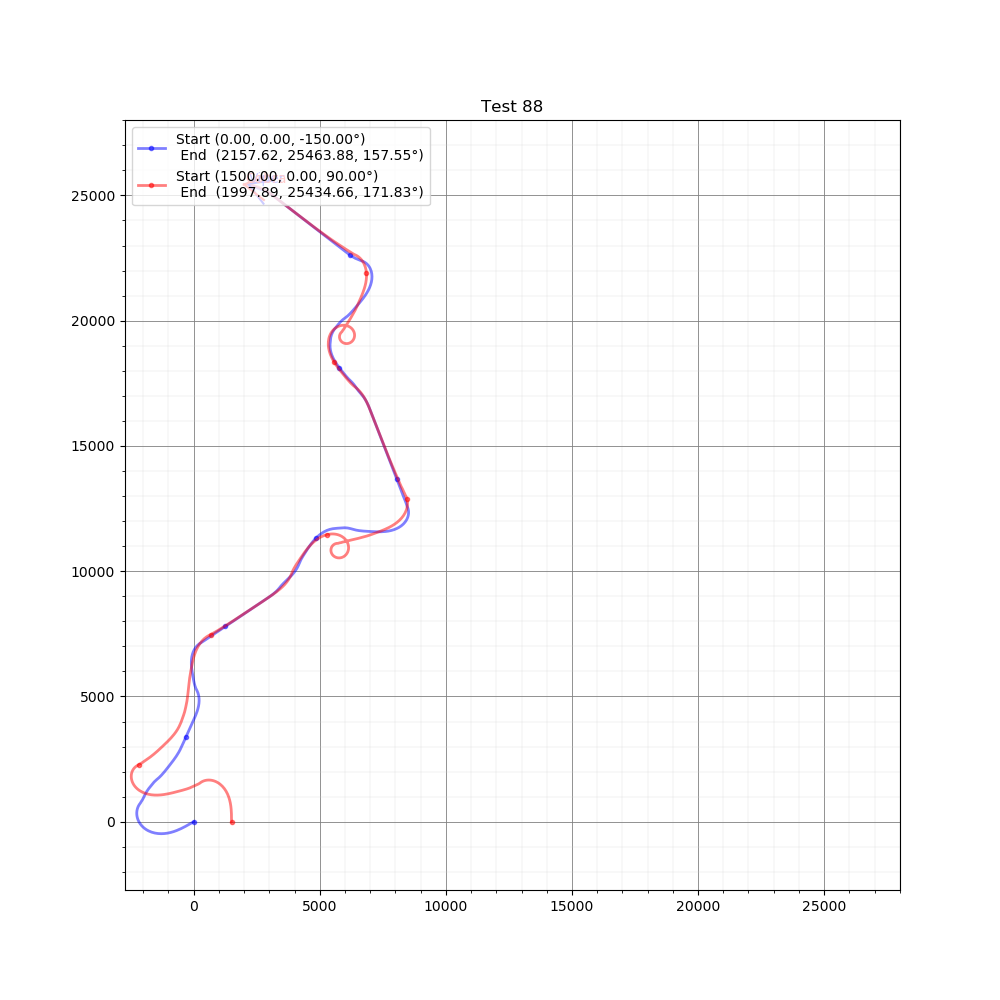 Test 88
Start (0.00, 0.00, -150.00°)
End (2157.62, 25463.88, 157.55°)
Start (1500.00, 0.00, 90.00°)
End (1997.89, 25434.66, 171.83°)
25000
20000
15000
10000
5000
0
0 5000 10000 15000 20000 25000